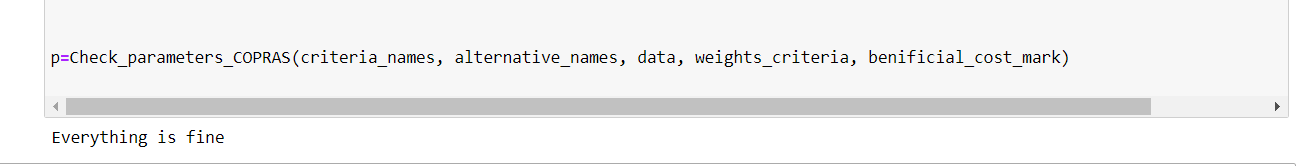 p=Check_parameters_COPRAS(criteria_names, alternative_names, data, weights_criteria, benificial_cost_mark)
Everything is fine